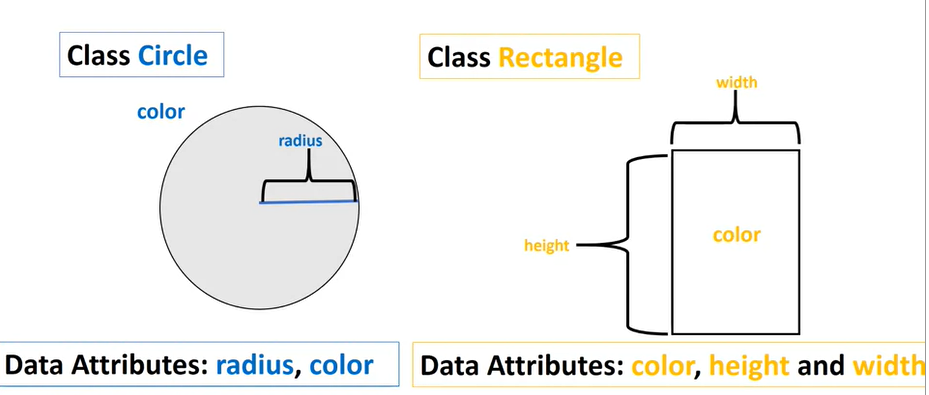 Class Circle
color
radius
Data Attributes: radius, color
Class Rectangle
width
height
color
Data Attributes: color, height and width